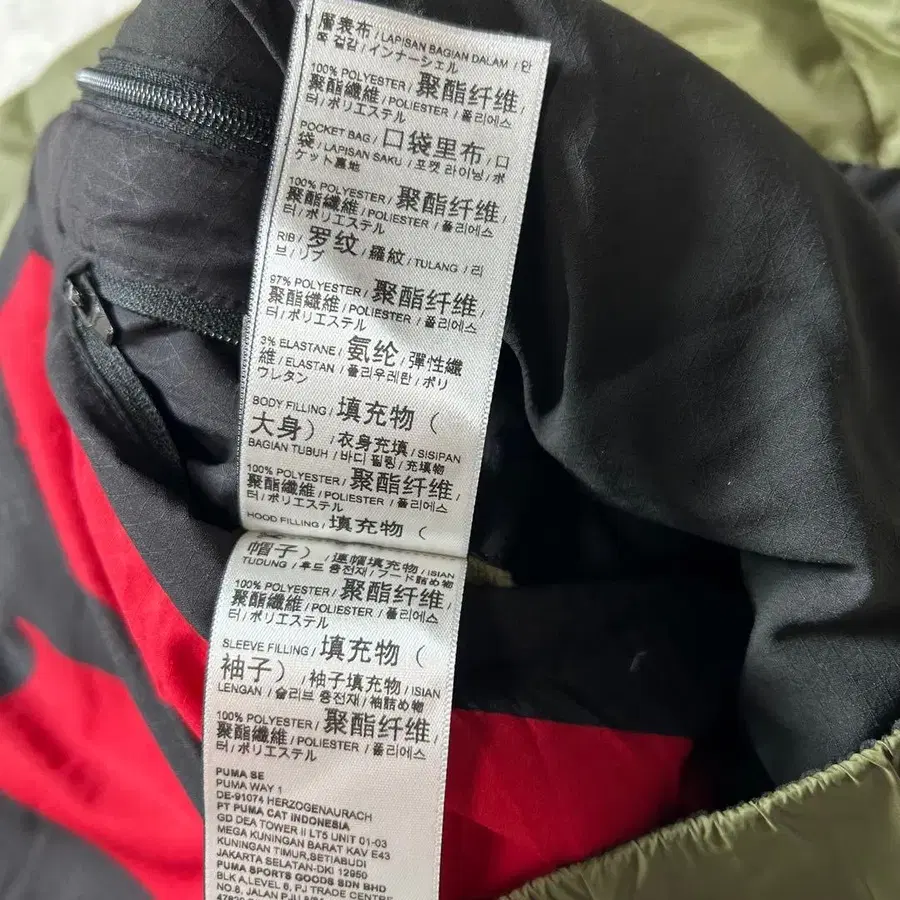 層表布 / LAPISAN BAGIAN DALAM / 안
쪽 겉감 / インナーシェル
100% POLYESTER / 聚酯纤维 /
聚酯纖維 / POLIESTER / 폴리에스
터 / ポリエステル
POCKET BAG / 口袋里布 / 口
袋 / LAPISAN SAKU / 포켓 라이닝 / ポ
ケット裏地
100% POLYESTER / 聚酯纤维 /
聚酯纖維 / POLIESTER / 폴리에스
터 / ポリエステル
RIB / 罗纹 / 羅紋 / TULANG / 리
브 / リブ
97% POLYESTER / 聚酯纤维 /
聚酯纖維 / POLIESTER / 폴리에스
터 / ポリエステル
3% ELASTANE / 氨纶 / 彈性纖
維 / ELASTAN / 폴리우레탄 / ポリ
ウレタン
BODY FILLING / 填充物（
大身） / 衣身充填 / SISIPAN
BAGIAN TUBUH / 바디 필링 / 充填物
100% POLYESTER / 聚酯纤维 /
聚酯纖維 / POLIESTER / 폴리에스
터 / ポリエステル
HOOD FILLING / 填充物（
帽子） / 連帽填充物 / ISIAN
TUDUNG / 후드 충전재 / フード詰め物
100% POLYESTER / 聚酯纤维 /
聚酯纖維 / POLIESTER / 폴리에스
터 / ポリエステル
SLEEVE FILLING / 填充物（
袖子） / 袖子填充物 / ISIAN
LENGAN / 슬리브 충전재 / 袖詰め物
100% POLYESTER / 聚酯纤维 /
聚酯纖維 / POLIESTER / 폴리에스
터 / ポリエステル
PUMA SE
PUMA WAY 1
DE-91074 HERZOGENAURACH
PT PUMA CAT INDONESIA
GD DEA TOWER II LT5 UNIT 01-03
MEGA KUNINGAN BARAT KAV E43
KUNINGAN TIMUR,SETIABUDI
JAKARTA SELATAN-DKI 12950
PUMA SPORTS GOODS SDN BHD
BLK A,LEVEL 6, PJ TRADE CENTRE
NO.8, JALAN PJU